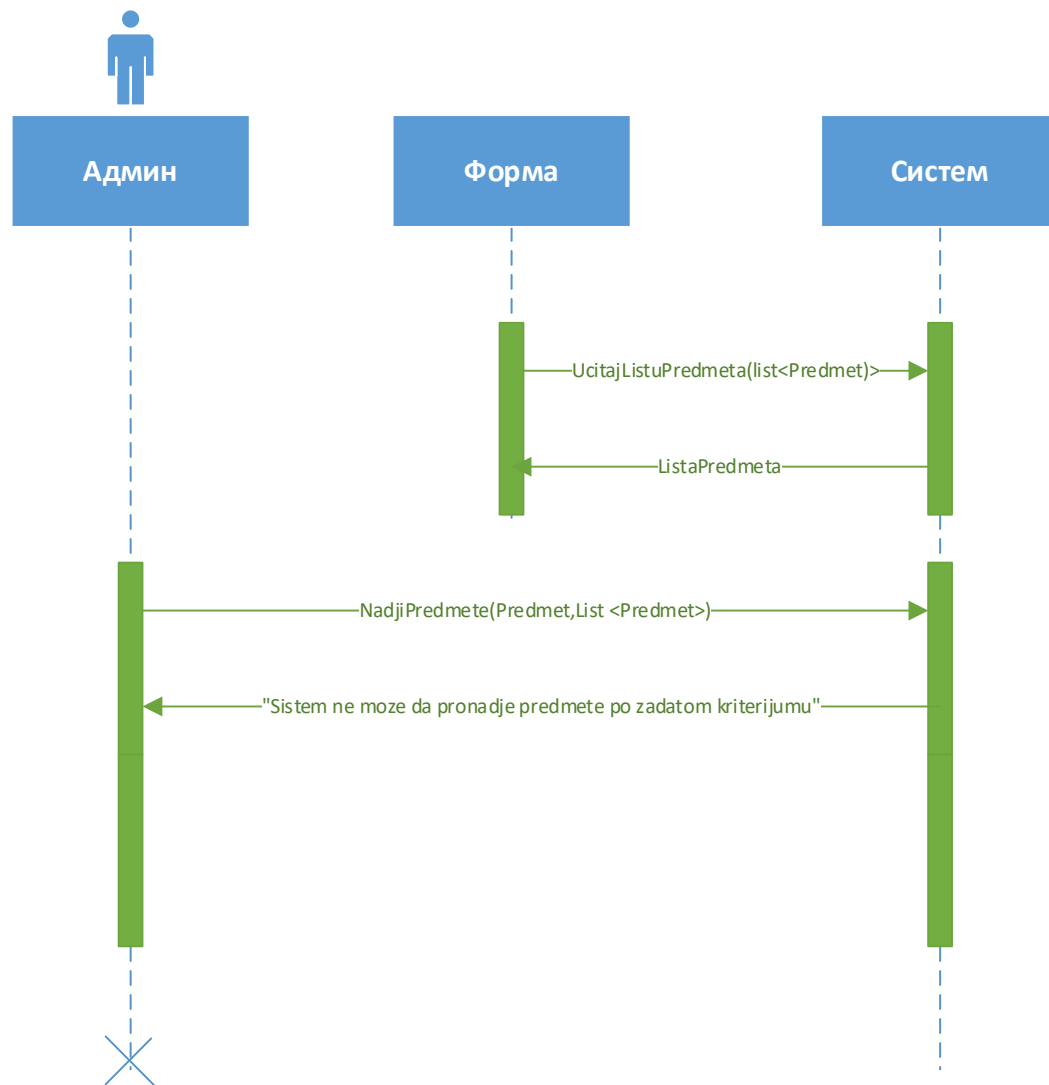 Админ
Форма
Систем
UcitajListuPredmeta(list<Predmet)>
ListaPredmeta
NadjiPredmete(Predmet,List <Predmet>)
"Sistem ne moze da pronadje predmete po zadatom kriterijumu"